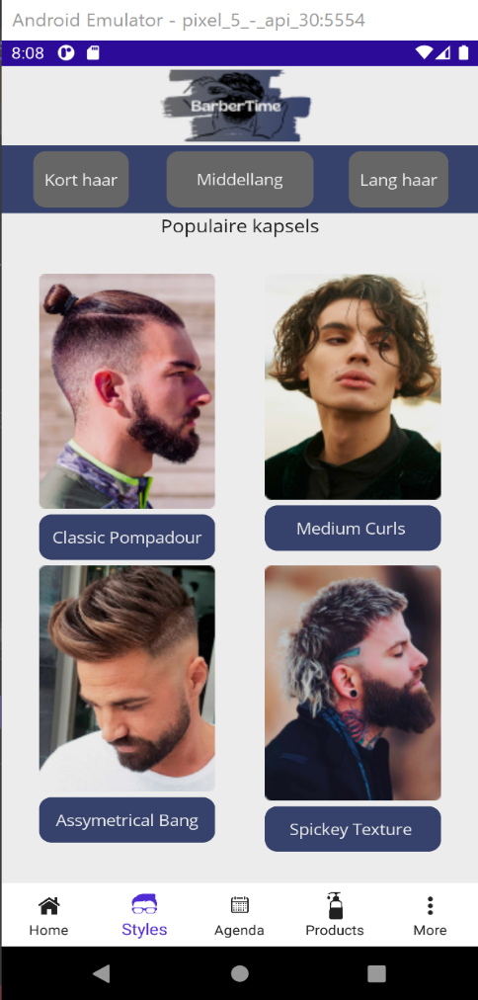 Android Emulator - pixel_5_-_api_30:5554
8:08
BarberTime
Kort haar
Middellang
Lang haar
Populaire kapsels
Classic Pompadour
Medium Curls
Assymetrical Bang
Spickey Texture
Home
Styles
Agenda
Products
More